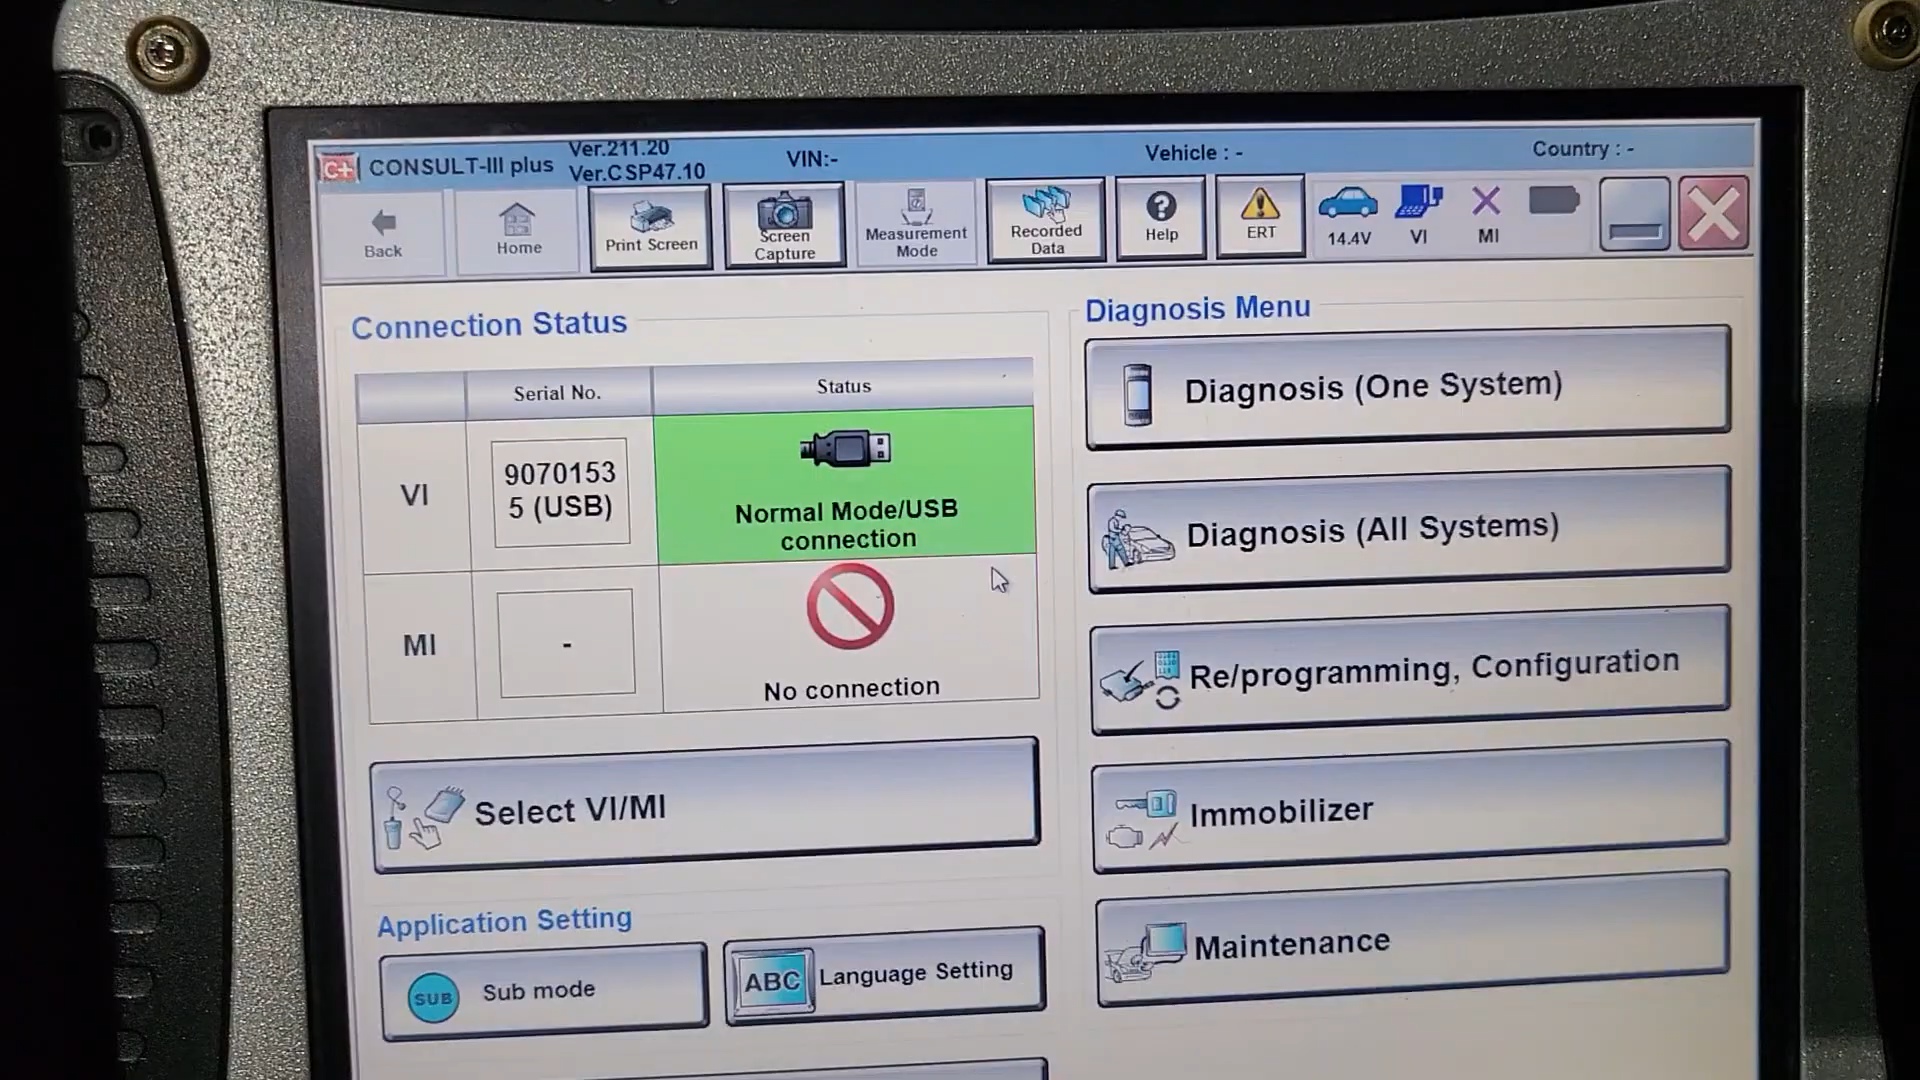 C+ CONSULT-III plus
Ver.211.20
Ver.CSP47.10
VIN:-
Vehicle : -
Country : -
Back
Home
Print Screen
Screen
Capture
Measurement
Mode
Recorded
Data
?
Help
ERT
14.4V
VI
MI
Connection Status
Serial No.
Status
VI
9070153
5 (USB)
Normal Mode/USB
connection
MI
-
No connection
Select VI/MI
Application Setting
SUB
Sub mode
ABC
Language Setting
Diagnosis Menu
Diagnosis (One System)
Diagnosis (All Systems)
Re/programming, Configuration
Immobilizer
Maintenance